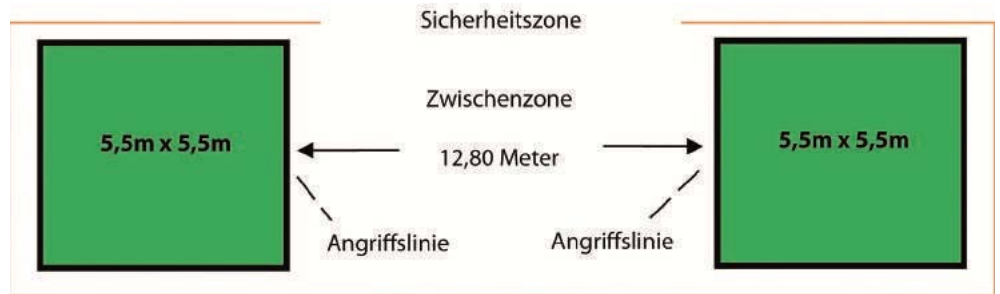 Sicherheitszone
Zwischenzone
5,5m x 5,5m
12,80 Meter
5,5m x 5,5m
Angriffslinie
Angriffslinie